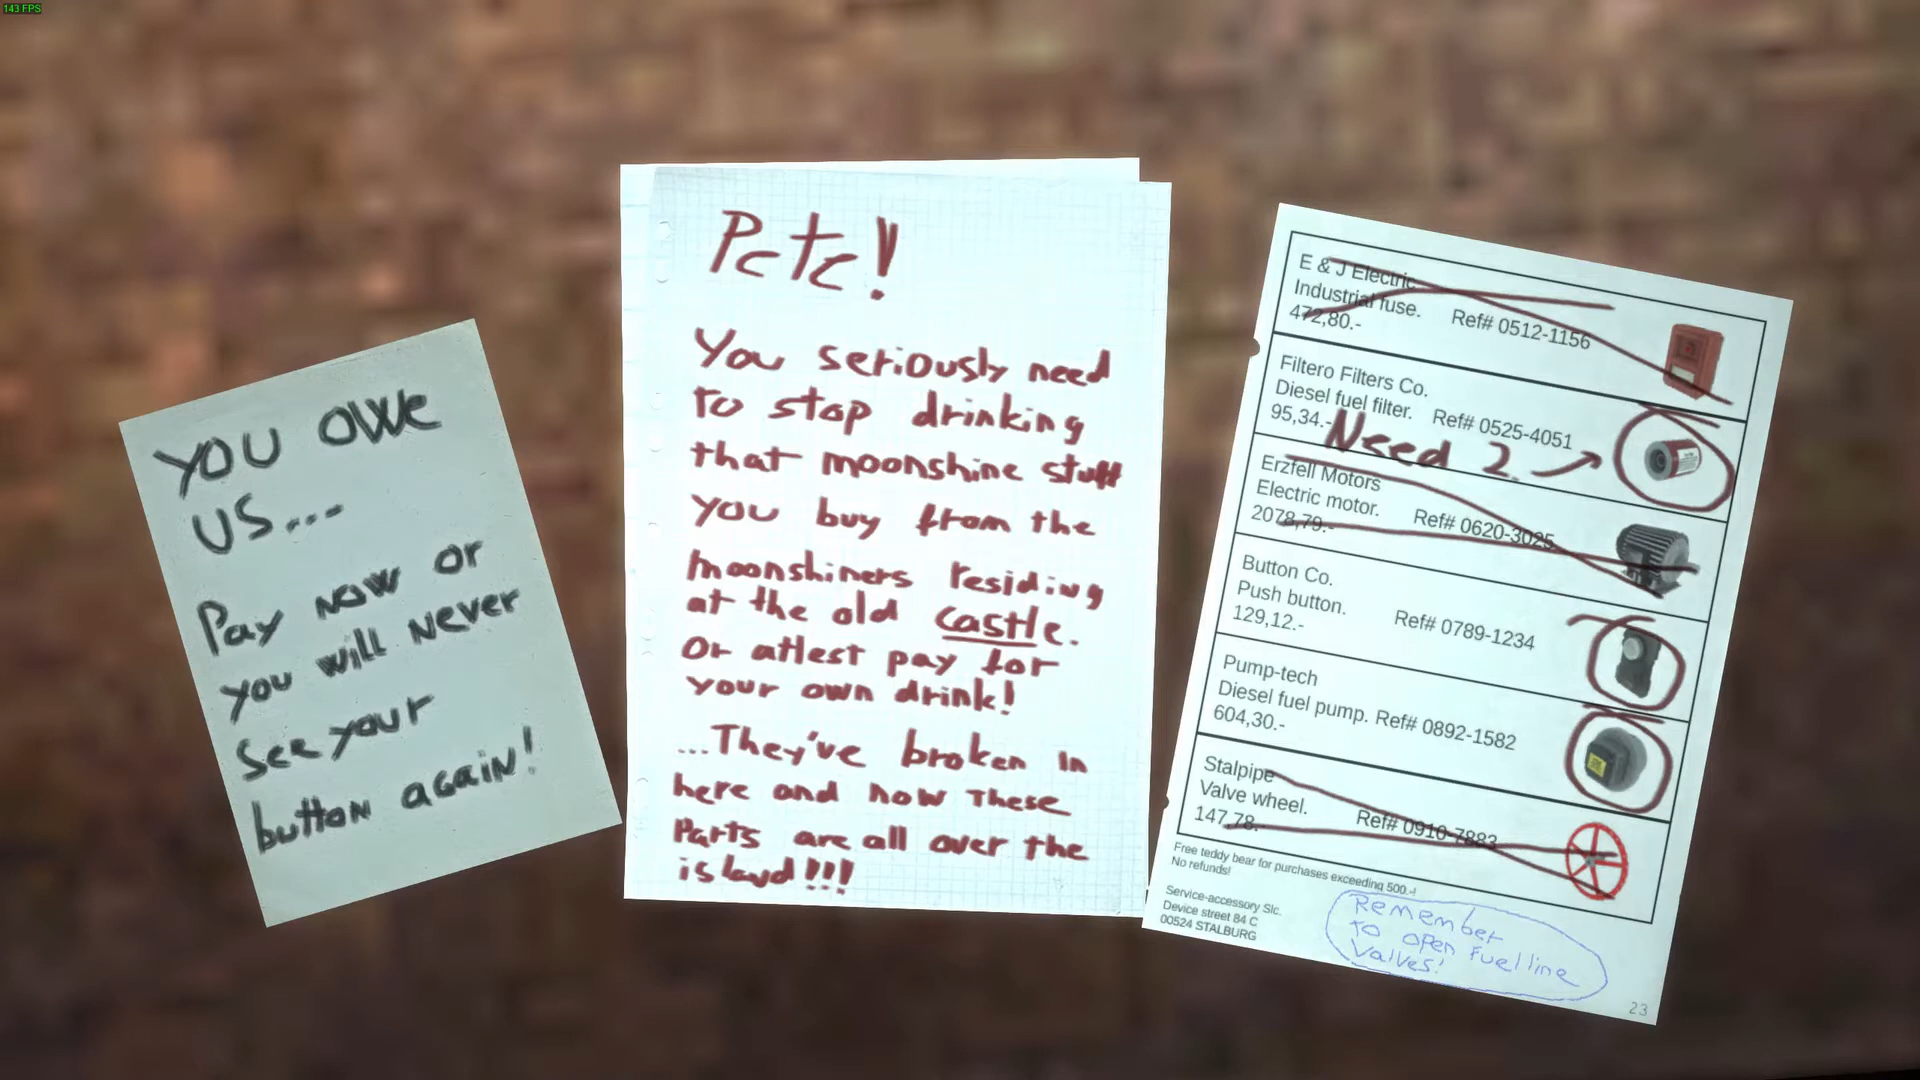 143 FPS
YOU OWE
US...
Pay NOW or
you will Never
See your
button again!
Pete!
You seriously need
to stop drinking
that moonshine stuff
you buy from the
moonshiners residing
at the old castle.
Or atlest pay for
your own drink!
...They've broken in
here and now these
Parts are all over the
island!!!
E & J Electric
Industrial fuse. Ref# 0512-1156
472,80.-
Filtero Filters Co.
Diesel fuel filter. Ref# 0525-4051
95,34.-
Need 2
Erzfell Motors
Electric motor. Ref# 0620-3025
2078,79.-
Button Co.
Push button. Ref# 0789-1234
129,12.-
Pump-tech
Diesel fuel pump. Ref# 0892-1582
604,30.-
Stalpipe
Valve wheel. Ref# 0910-7883
147,78.-
Free teddy bear for purchases exceeding 500.-!
No refunds!
Service-accessory Slc.
Device street 84 C
00524 STALBURG
Remember
to open Fuel line
Valves!
23